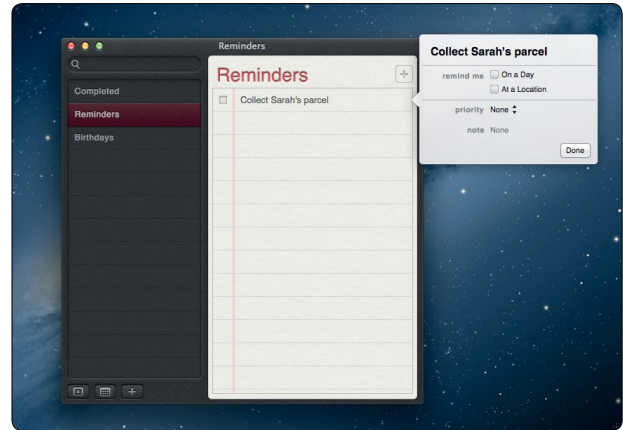 Reminders
Completed
Reminders
Birthdays
Reminders
Collect Sarah's parcel
Collect Sarah's parcel
remind me On a Day
At a Location
priority None
note None
Done